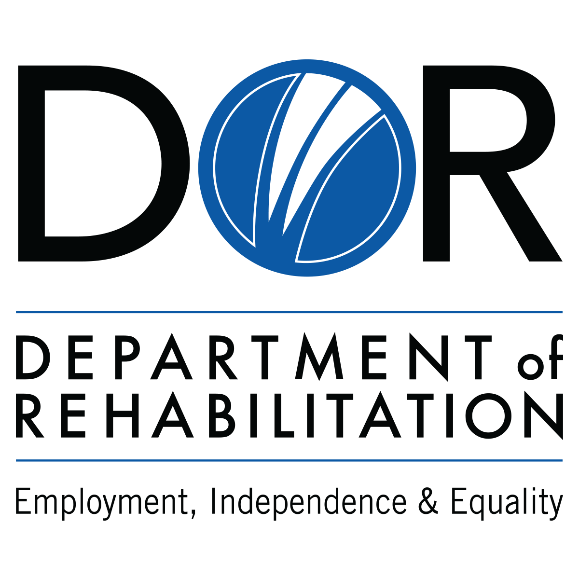 DOR
DEPARTMENT of
REHABILITATION
Employment, Independence & Equality